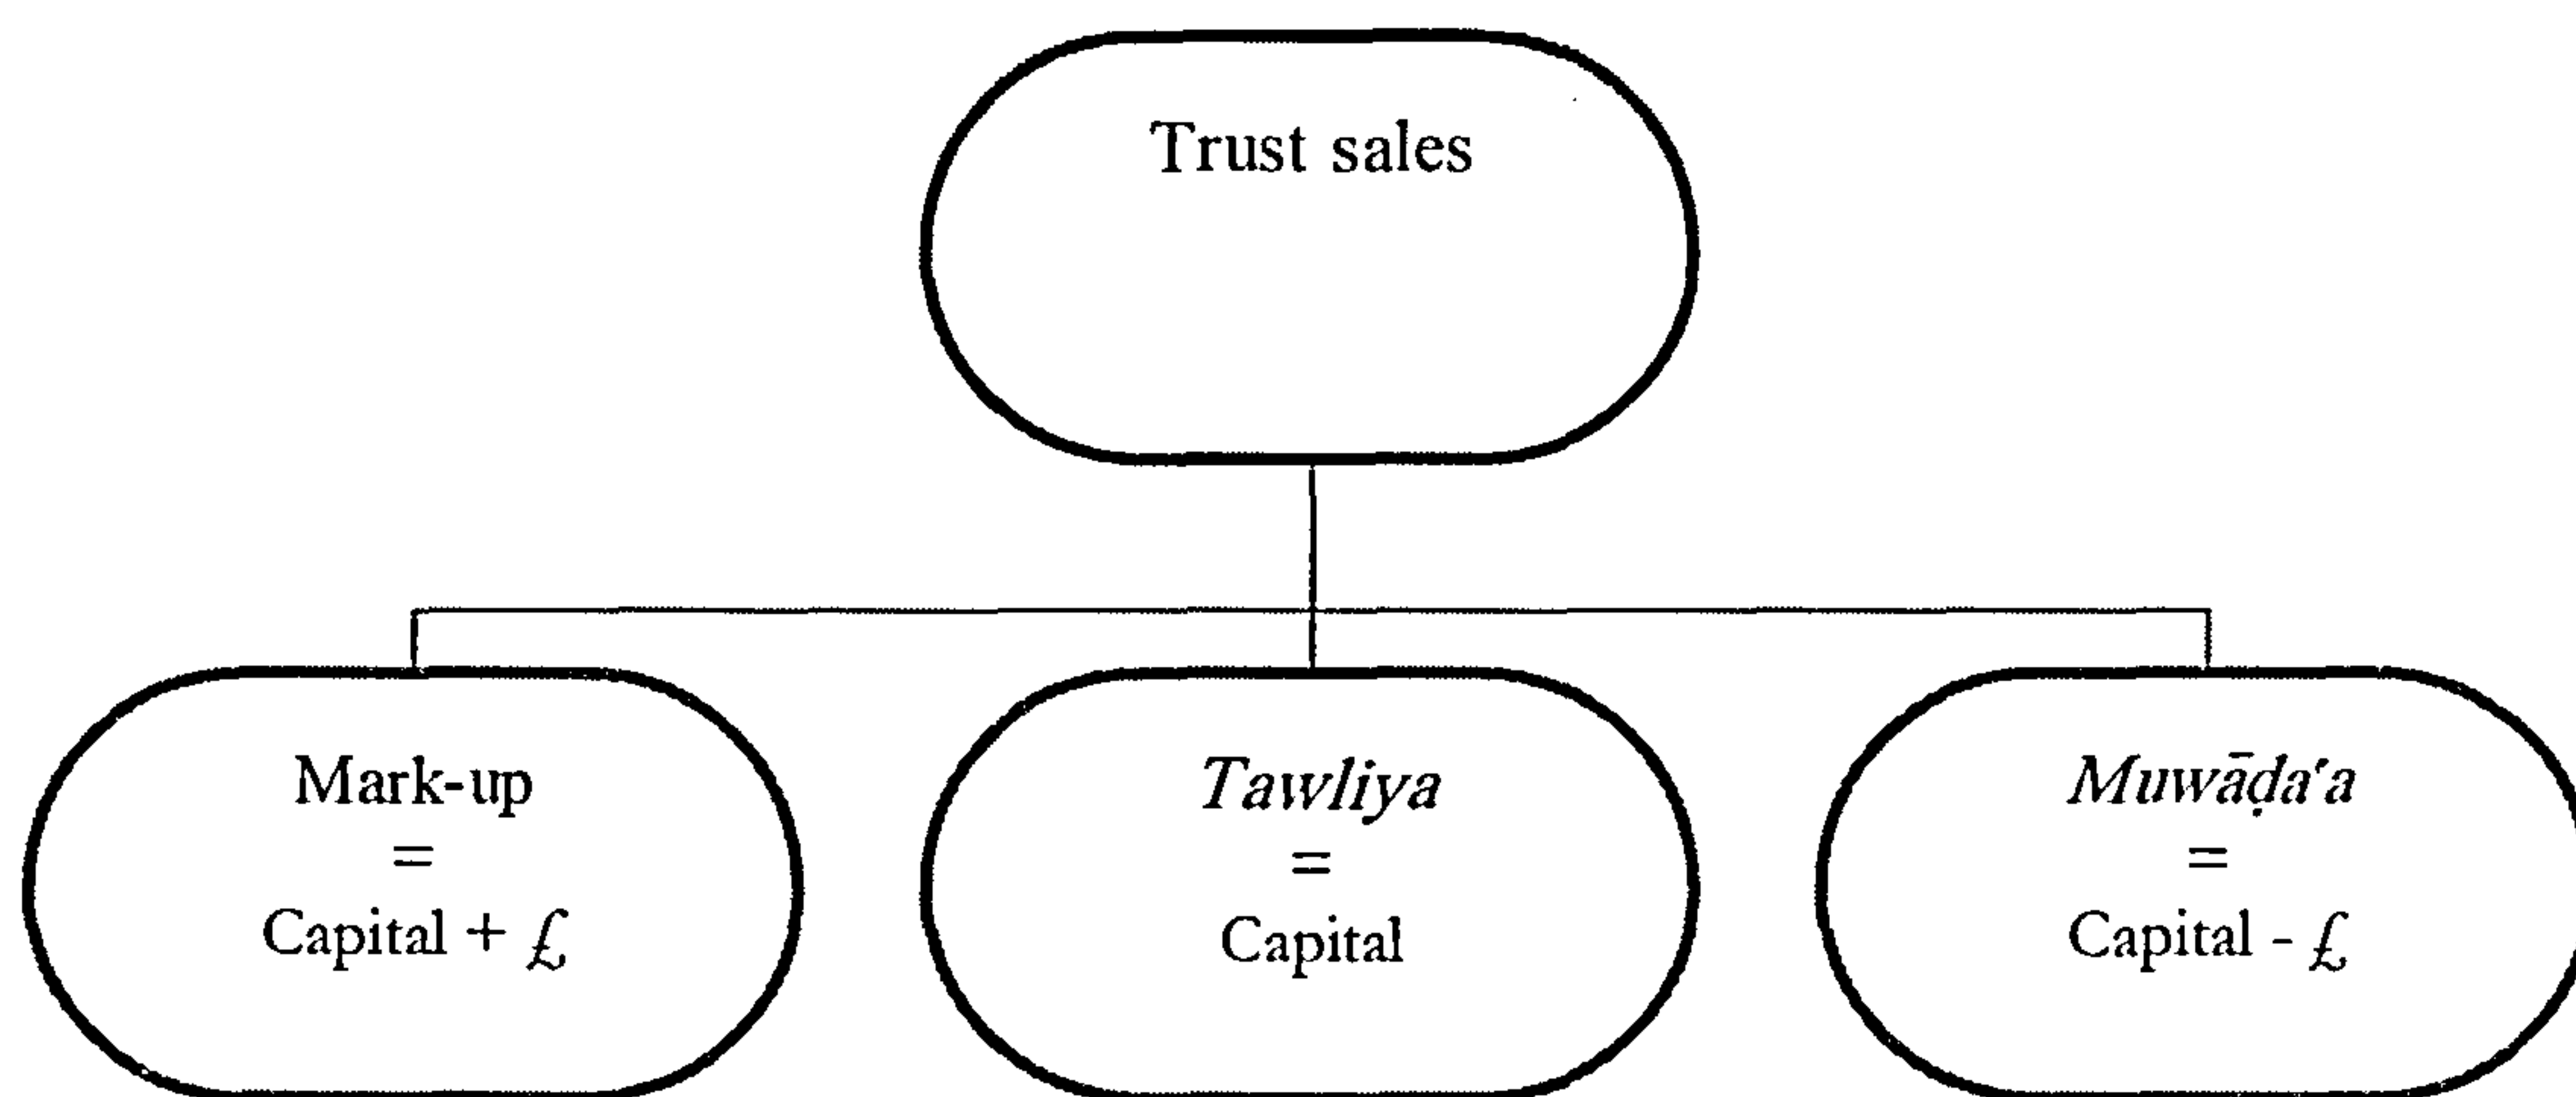 Trust sales
Mark-up
=
Capital + £
Tawliya
=
Capital
Muwāḍa'a
=
Capital - £